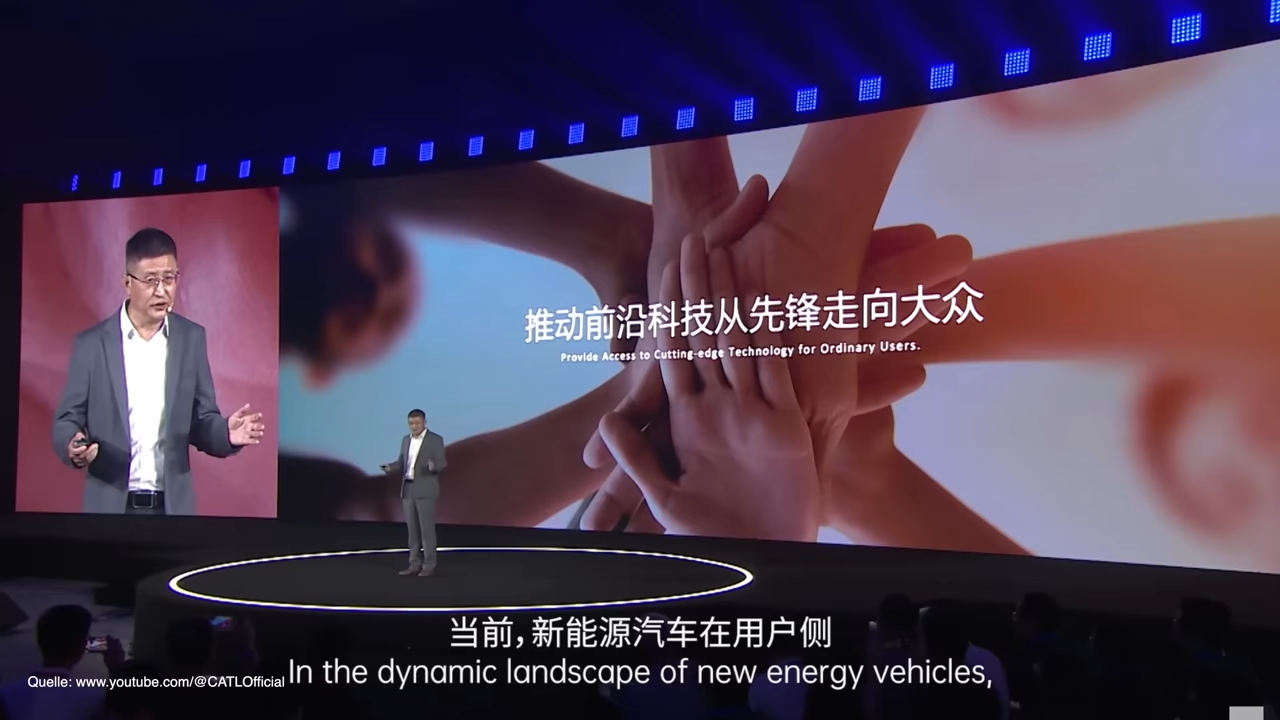 推动前沿科技从先锋走向大众
Provide Access to Cutting-edge Technology for Ordinary Users.
当前，新能源汽车在用户侧
In the dynamic landscape of new energy vehicles,
Quelle: www.youtube.com/@CATLOfficial